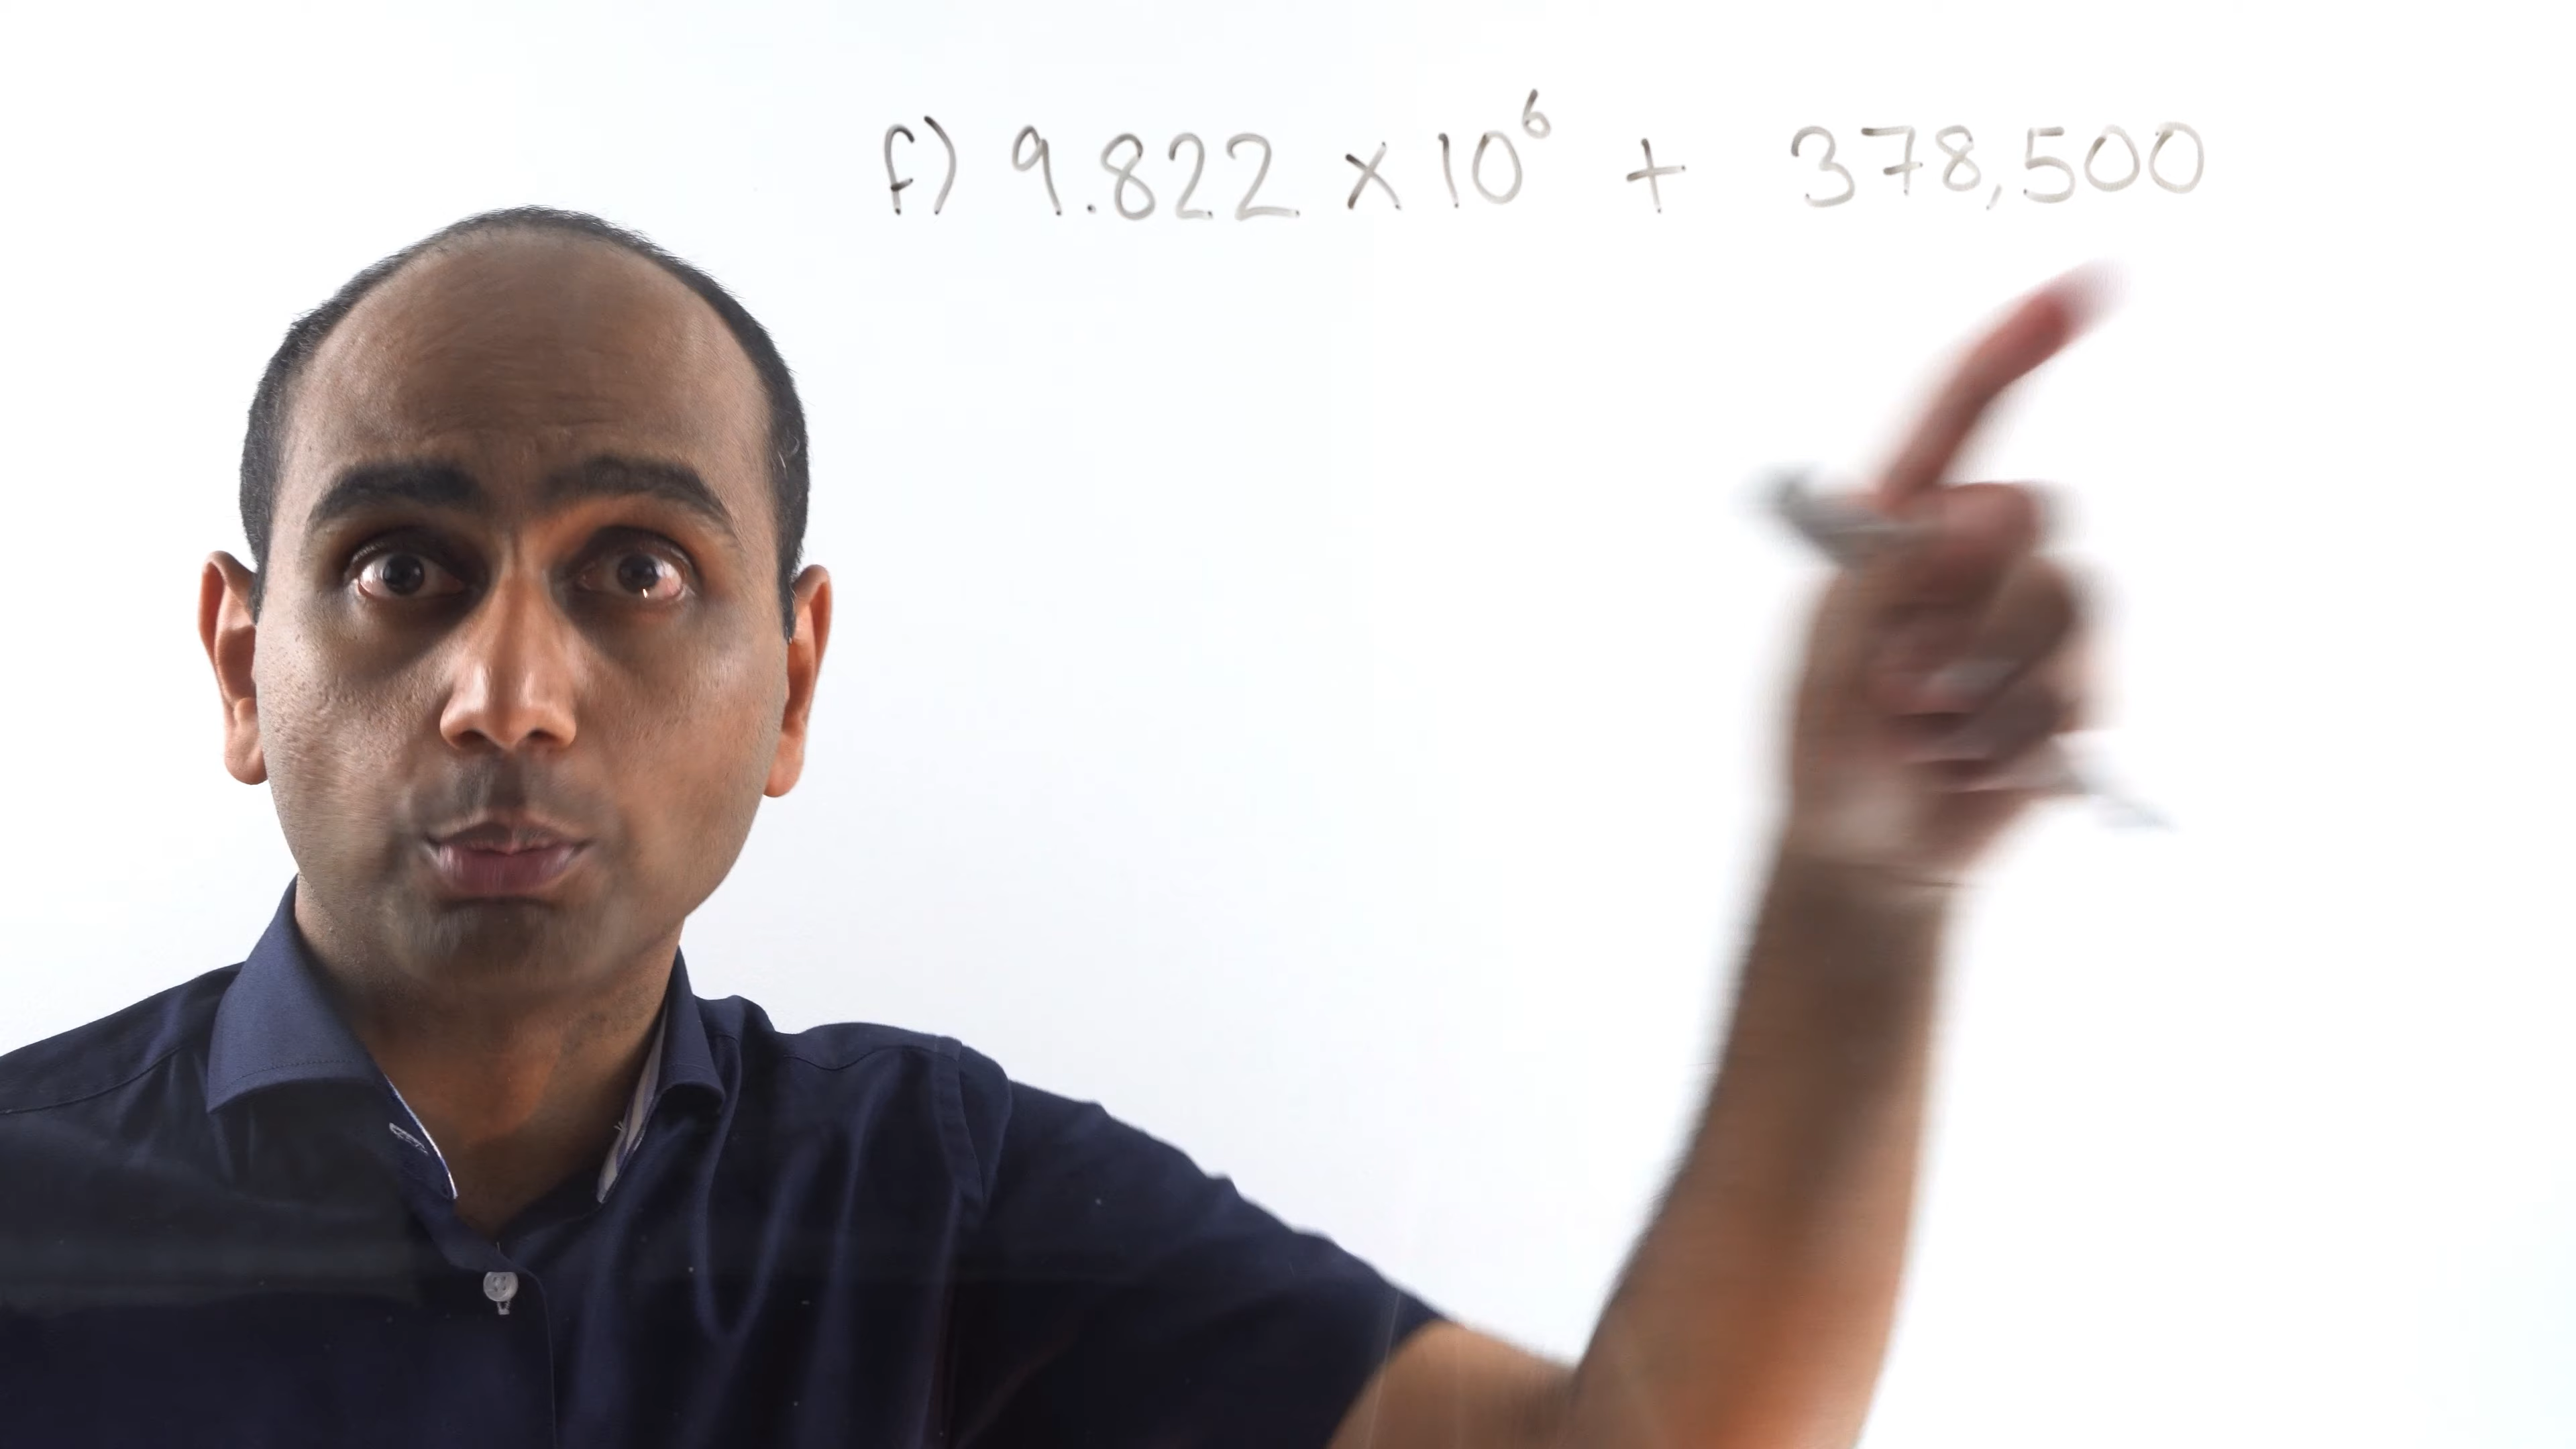 f) 9.822 × 10⁶ + 378,500